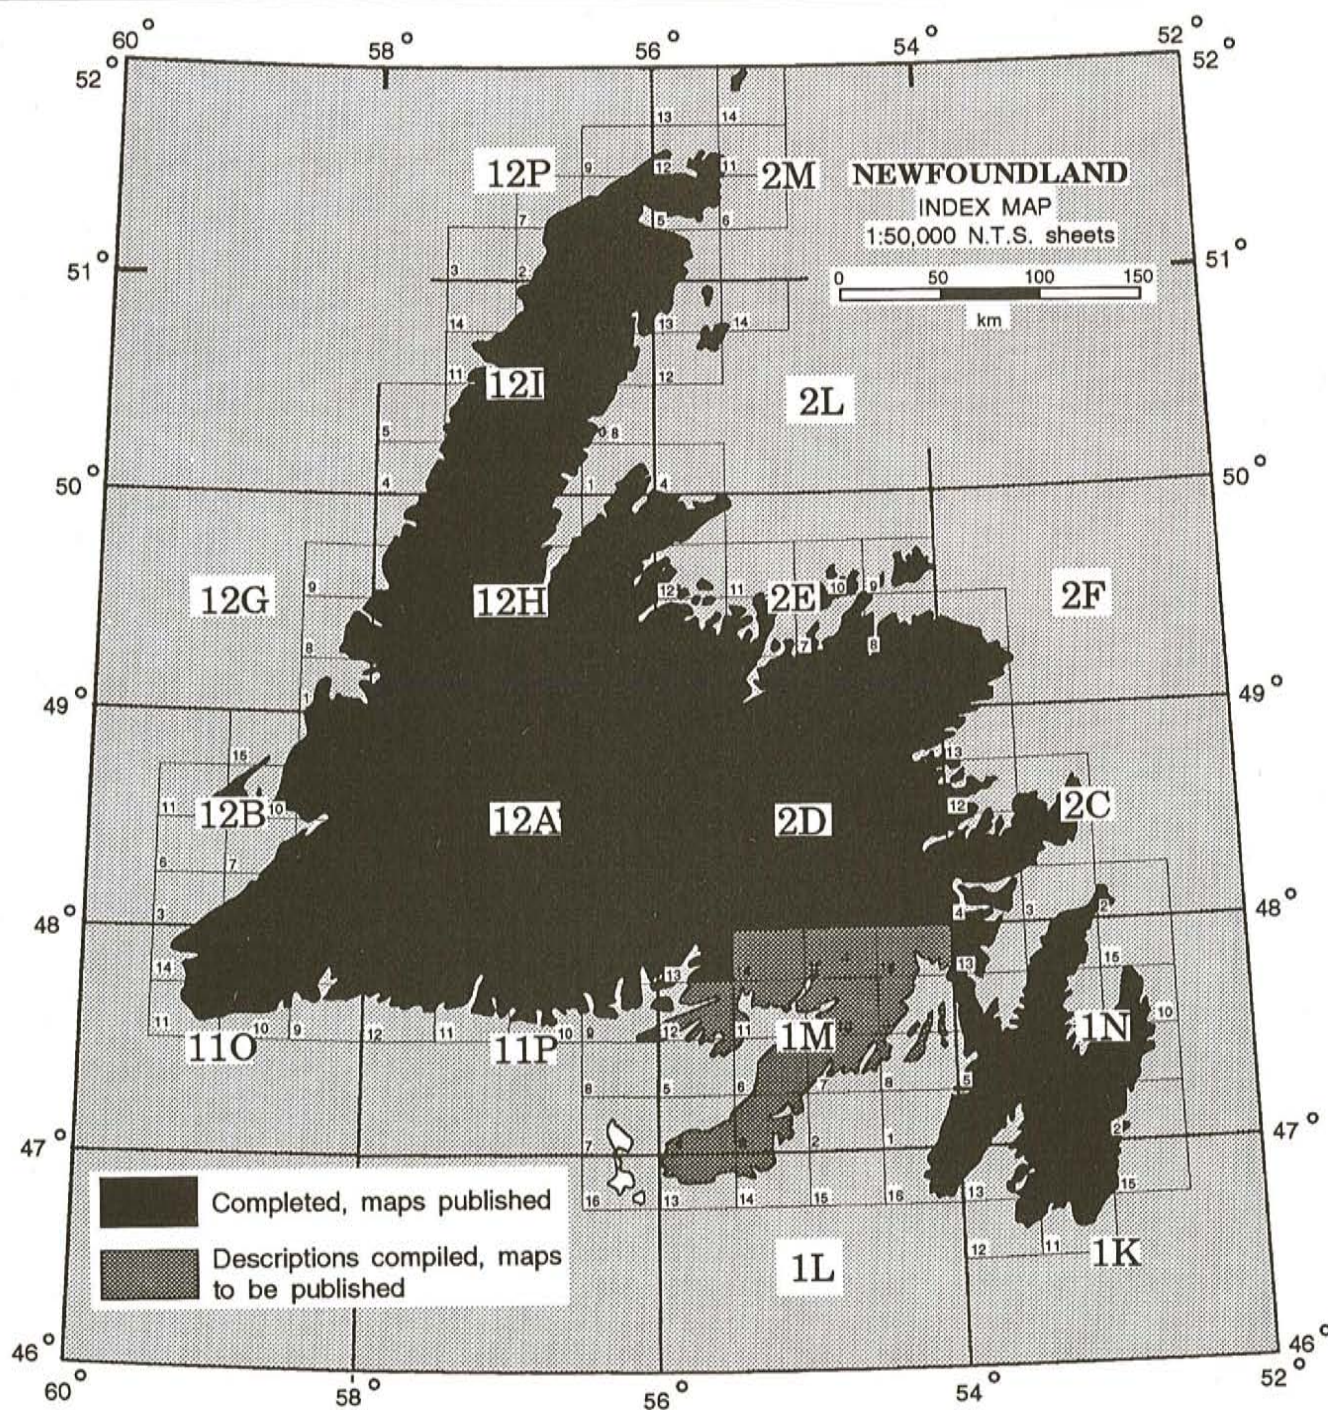 60° 58° 56° 54° 52°
52° 52°
13 14
12P 9 12 11 2M
NEWFOUNDLAND
INDEX MAP
1:50,000 N.T.S. sheets
7 5 6
51° 51°
0 50 100 150
km
3 2
14 13 14
11 12I 12
2L
5 8
50° 50°
4 1 4
12G 9 12H 12 11 2E 10 9 2F
8 7 8
1
49° 49°
15 13
11 12B 10 12A 2D 12 2C
6 7
48° 48°
3 4 3 2
14 13 13 15
11 11O 10 9 12 11 11P 10 9 12 11 1M 1N 10
6 5 6 7 8 5
47° 47°
7 2 1 2
16 13 14 15 16 13 15
12 11 1K
1L
Completed, maps published
Descriptions compiled, maps
to be published
46° 46°
60° 58° 56° 54° 52°